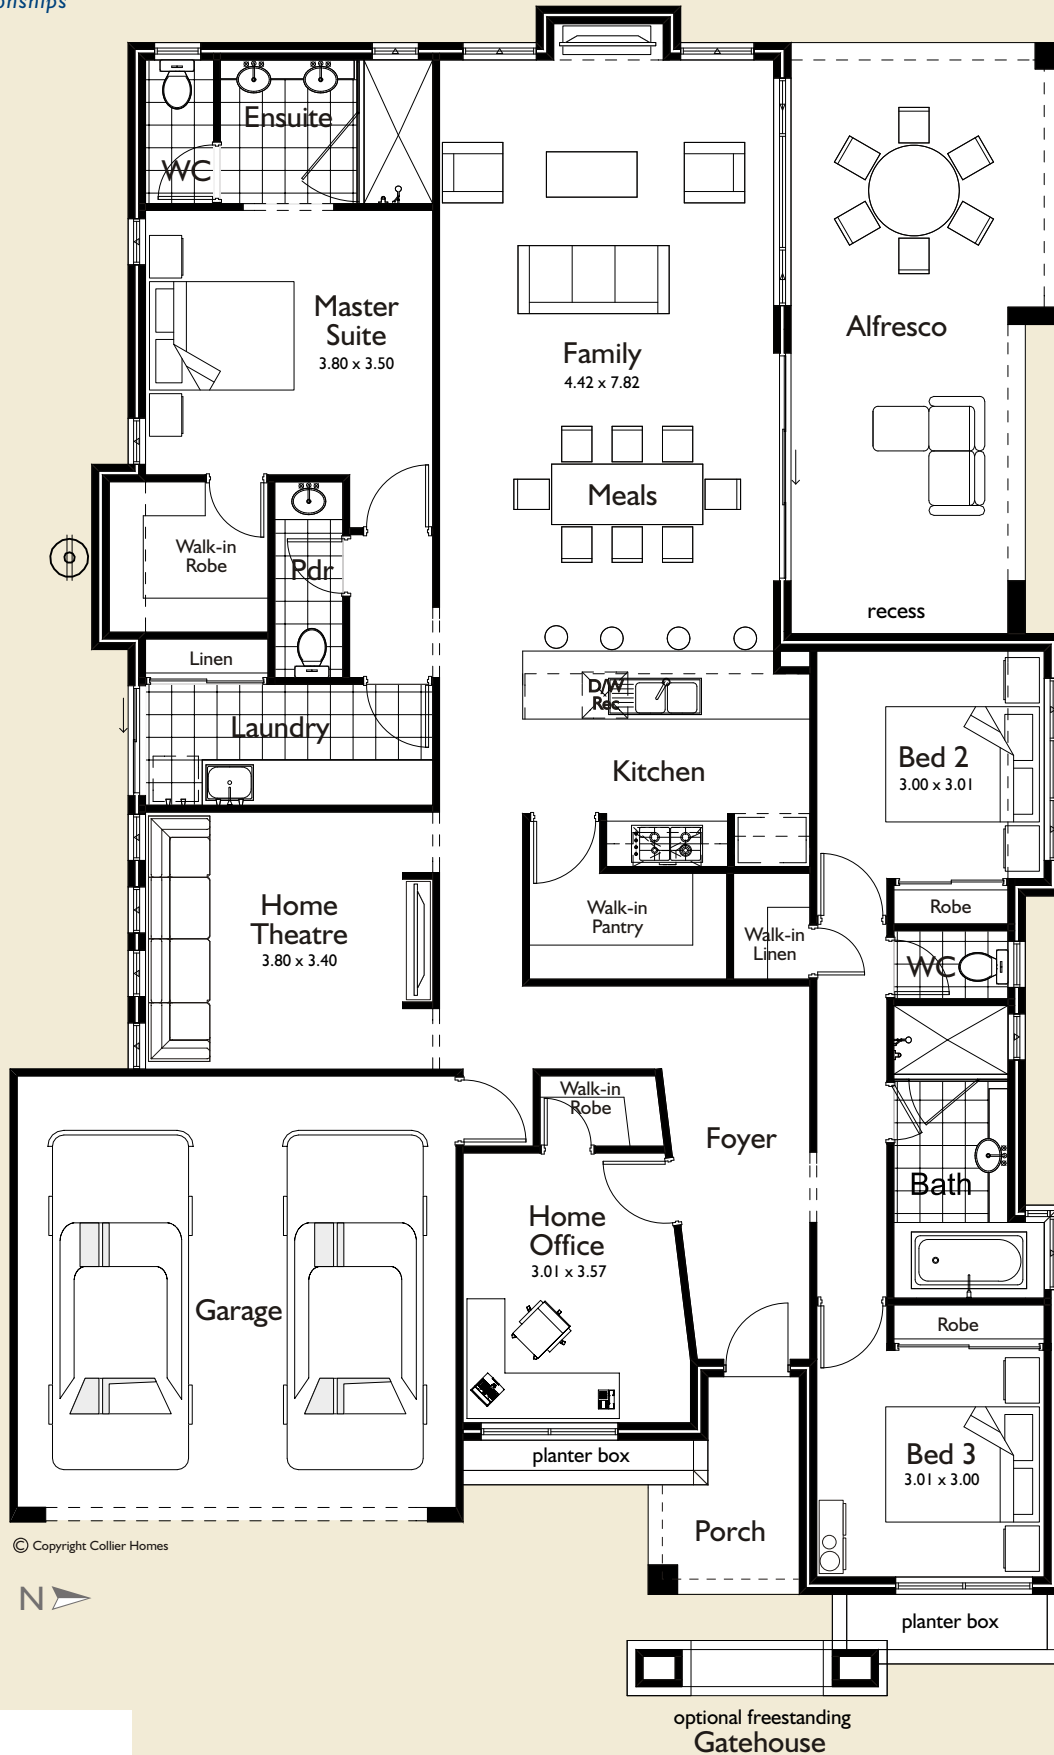 Ensuite
WC
Master
Suite
3.80 x 3.50
Family
4.42 x 7.82
Alfresco
Meals
Walk-in
Robe
Pdr
recess
Linen
D/W
Rec
Laundry
Kitchen
Bed 2
3.00 x 3.01
Home
Theatre
3.80 x 3.40
Walk-in
Pantry
Walk-in
Linen
Robe
WC
Walk-in
Robe
Foyer
Bath
Home
Office
3.01 x 3.57
Garage
Robe
planter box
Bed 3
3.01 x 3.00
Porch
© Copyright Collier Homes
N
planter box
optional freestanding
Gatehouse